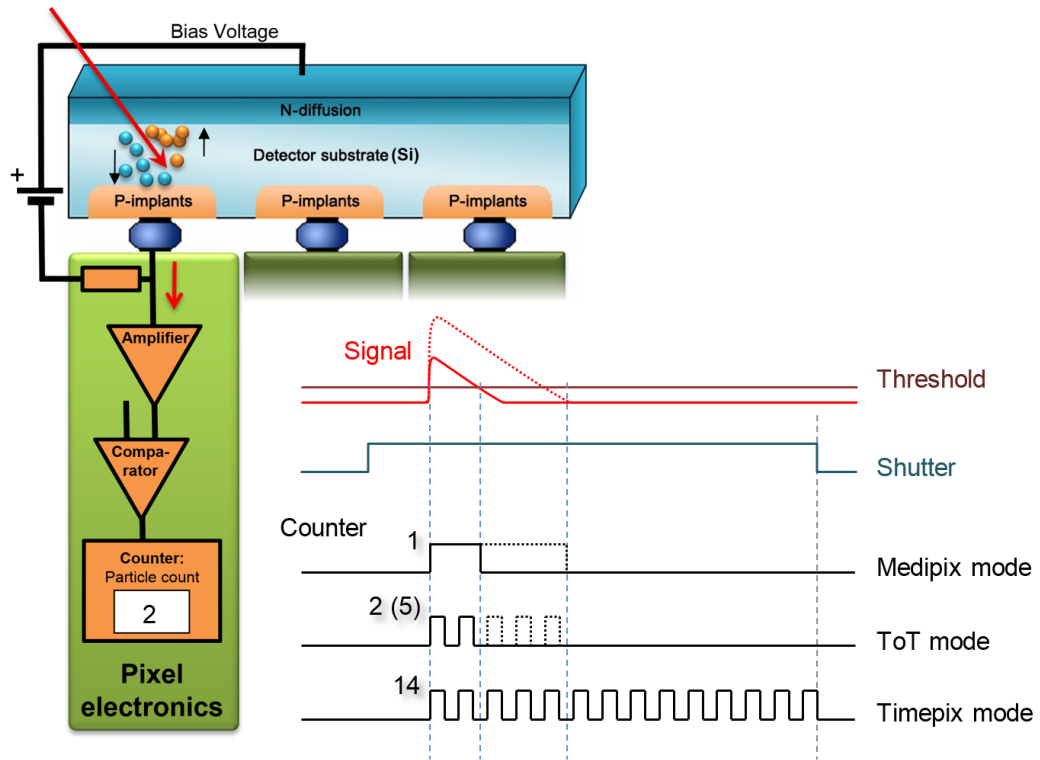 Bias Voltage
N-diffusion
Detector substrate (Si)
+
P-implants
P-implants
P-implants
Amplifier
Compa-
rator
Counter:
Particle count
2
Pixel
electronics
Signal
Threshold
Shutter
Counter
1
Medipix mode
2 (5)
ToT mode
14
Timepix mode